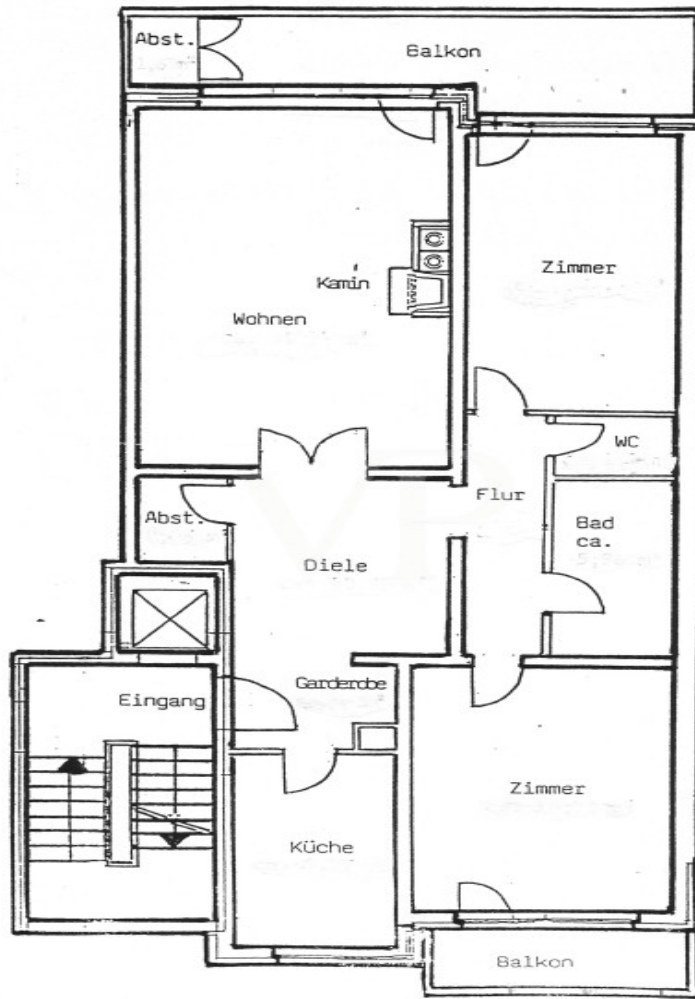 Abst.
Balkon
Zimmer
Kamin
Wohnen
WC
Flur
Abst.
Bad
ca.
Diele
Garderobe
Eingang
Zimmer
Küche
Balkon